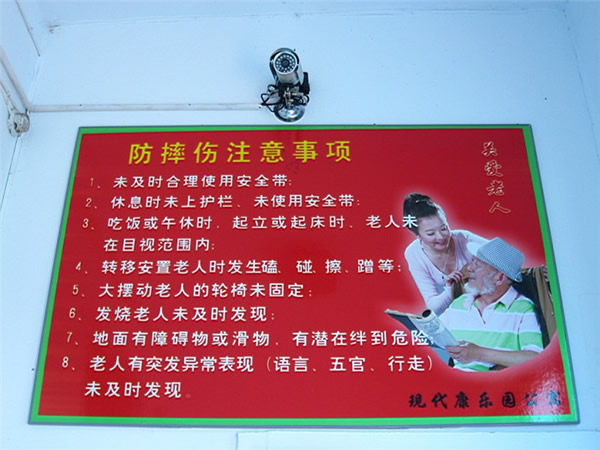 防摔伤注意事项
关爱老人
1、未及时合理使用安全带；
2、休息时未上护栏、未使用安全带；
3、吃饭或午休时，起立或起床时，老人未
在目视范围内；
4、转移安置老人时发生磕、碰、擦、蹭等；
5、大摆动老人的轮椅未固定；
6、发烧老人未及时发现；
7、地面有障碍物或滑物，有潜在绊到危险；
8、老人有突发异常表现（语言、五官、行走）
未及时发现。
现代康乐园公寓